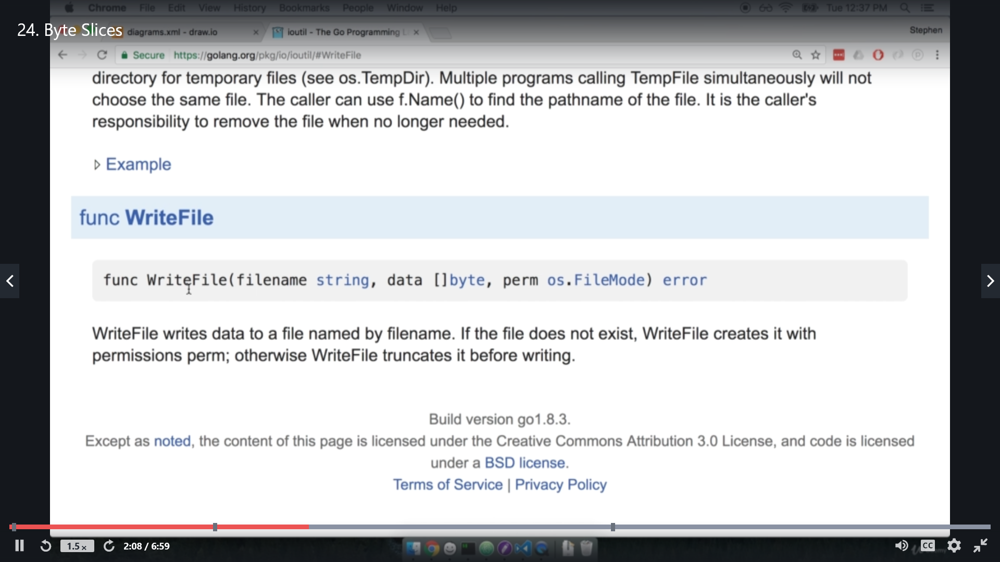 Chrome File Edit View History Bookmarks People Window Help Tue 12:37 PM
24. Byte Slices
diagrams.xml - draw.io
ioutil - The Go Programming L
Stephen
Secure https://golang.org/pkg/io/ioutil/#WriteFile
directory for temporary files (see os.TempDir). Multiple programs calling TempFile simultaneously will not
choose the same file. The caller can use f.Name() to find the pathname of the file. It is the caller's
responsibility to remove the file when no longer needed.
Example
func WriteFile
func WriteFile(filename string, data []byte, perm os.FileMode) error
WriteFile writes data to a file named by filename. If the file does not exist, WriteFile creates it with
permissions perm; otherwise WriteFile truncates it before writing.
Build version go1.8.3.
Except as noted, the content of this page is licensed under the Creative Commons Attribution 3.0 License, and code is licensed
under a BSD license.
Terms of Service | Privacy Policy
1.5x 2:08 / 6:59 CC